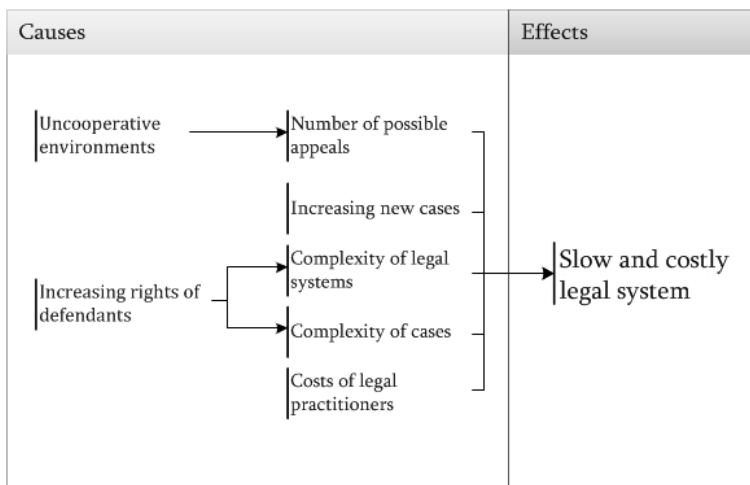 Causes
Effects
Uncooperative
environments
Number of possible
appeals
Increasing new cases
Complexity of legal
systems
Increasing rights of
defendants
Complexity of cases
Costs of legal
practitioners
Slow and costly
legal system